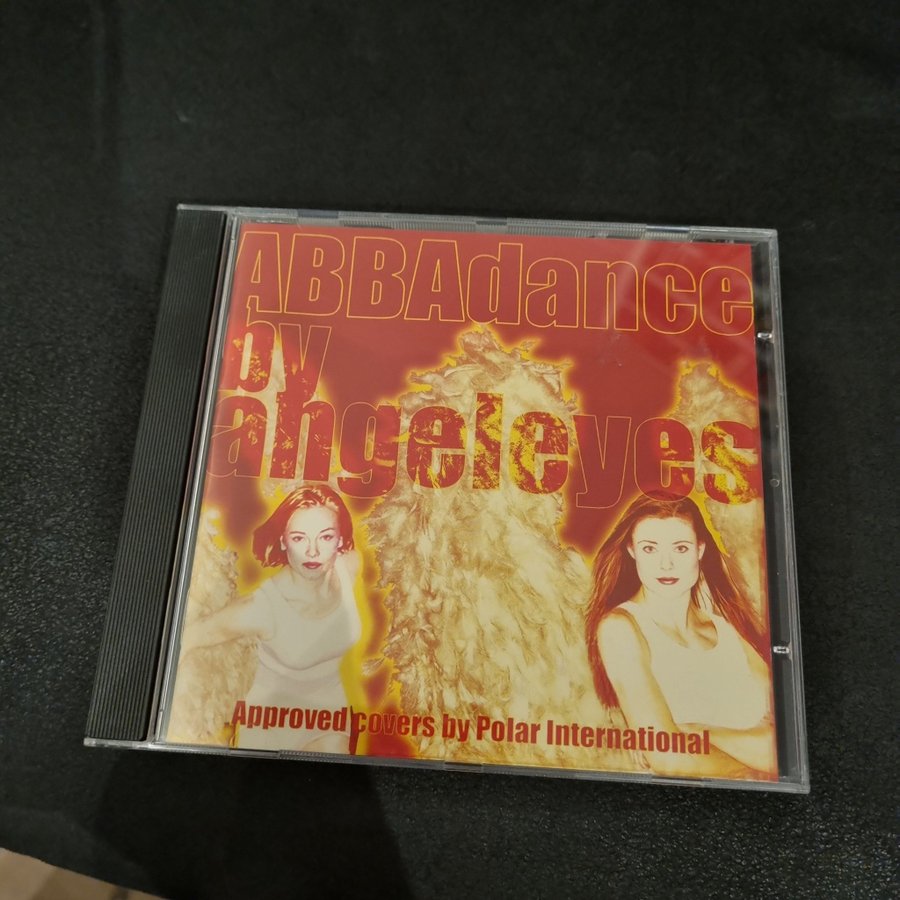 ABBAdance
by
angeleyes
Approved covers by Polar International